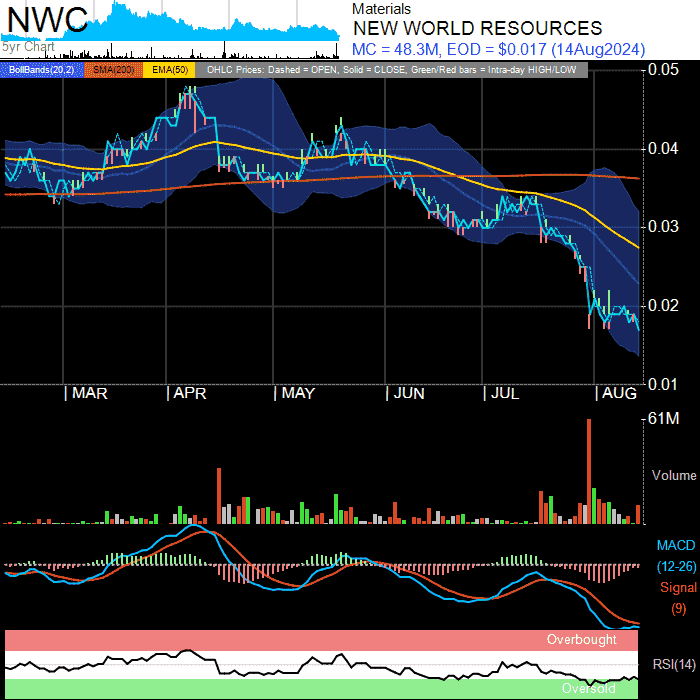 NWC
5yr Chart
Materials
NEW WORLD RESOURCES
MC = 48.3M, EOD = $0.017 (14Aug2024)
BollBands(20,2) SMA(200) EMA(50) OHLC Prices: Dashed = OPEN, Solid = CLOSE, Green/Red bars = Intra-day HIGH/LOW
0.05
0.04
0.03
0.02
0.01
| MAR | APR | MAY | JUN | JUL | AUG
61M
Volume
MACD
(12-26)
Signal
(9)
Overbought
RSI(14)
Oversold